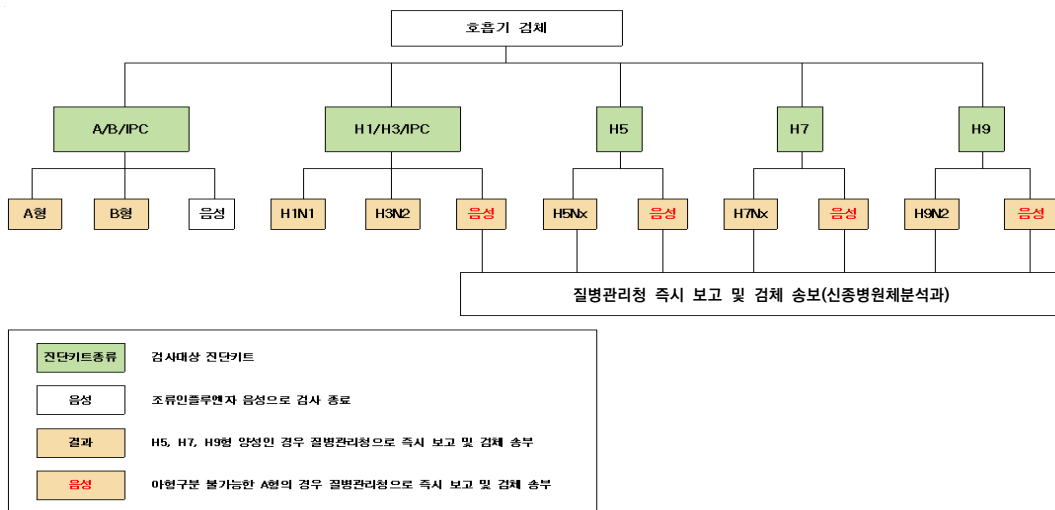 호흡기 검체
A/B/IPC
H1/H3/IPC
H5
H7
H9
A형
B형
음성
H1N1
H3N2
음성
H5Nx
음성
H7Nx
음성
H9N2
음성
질병관리청 즉시 보고 및 검체 송보(신종병원체분석과)
진단키트종류 검사대상 진단키트
음성 조류인플루엔자 음성으로 검사 종료
결과 H5, H7, H9형 양성인 경우 질병관리청으로 즉시 보고 및 검체 송부
음성 아형구분 불가능한 A형의 경우 질병관리청으로 즉시 보고 및 검체 송부